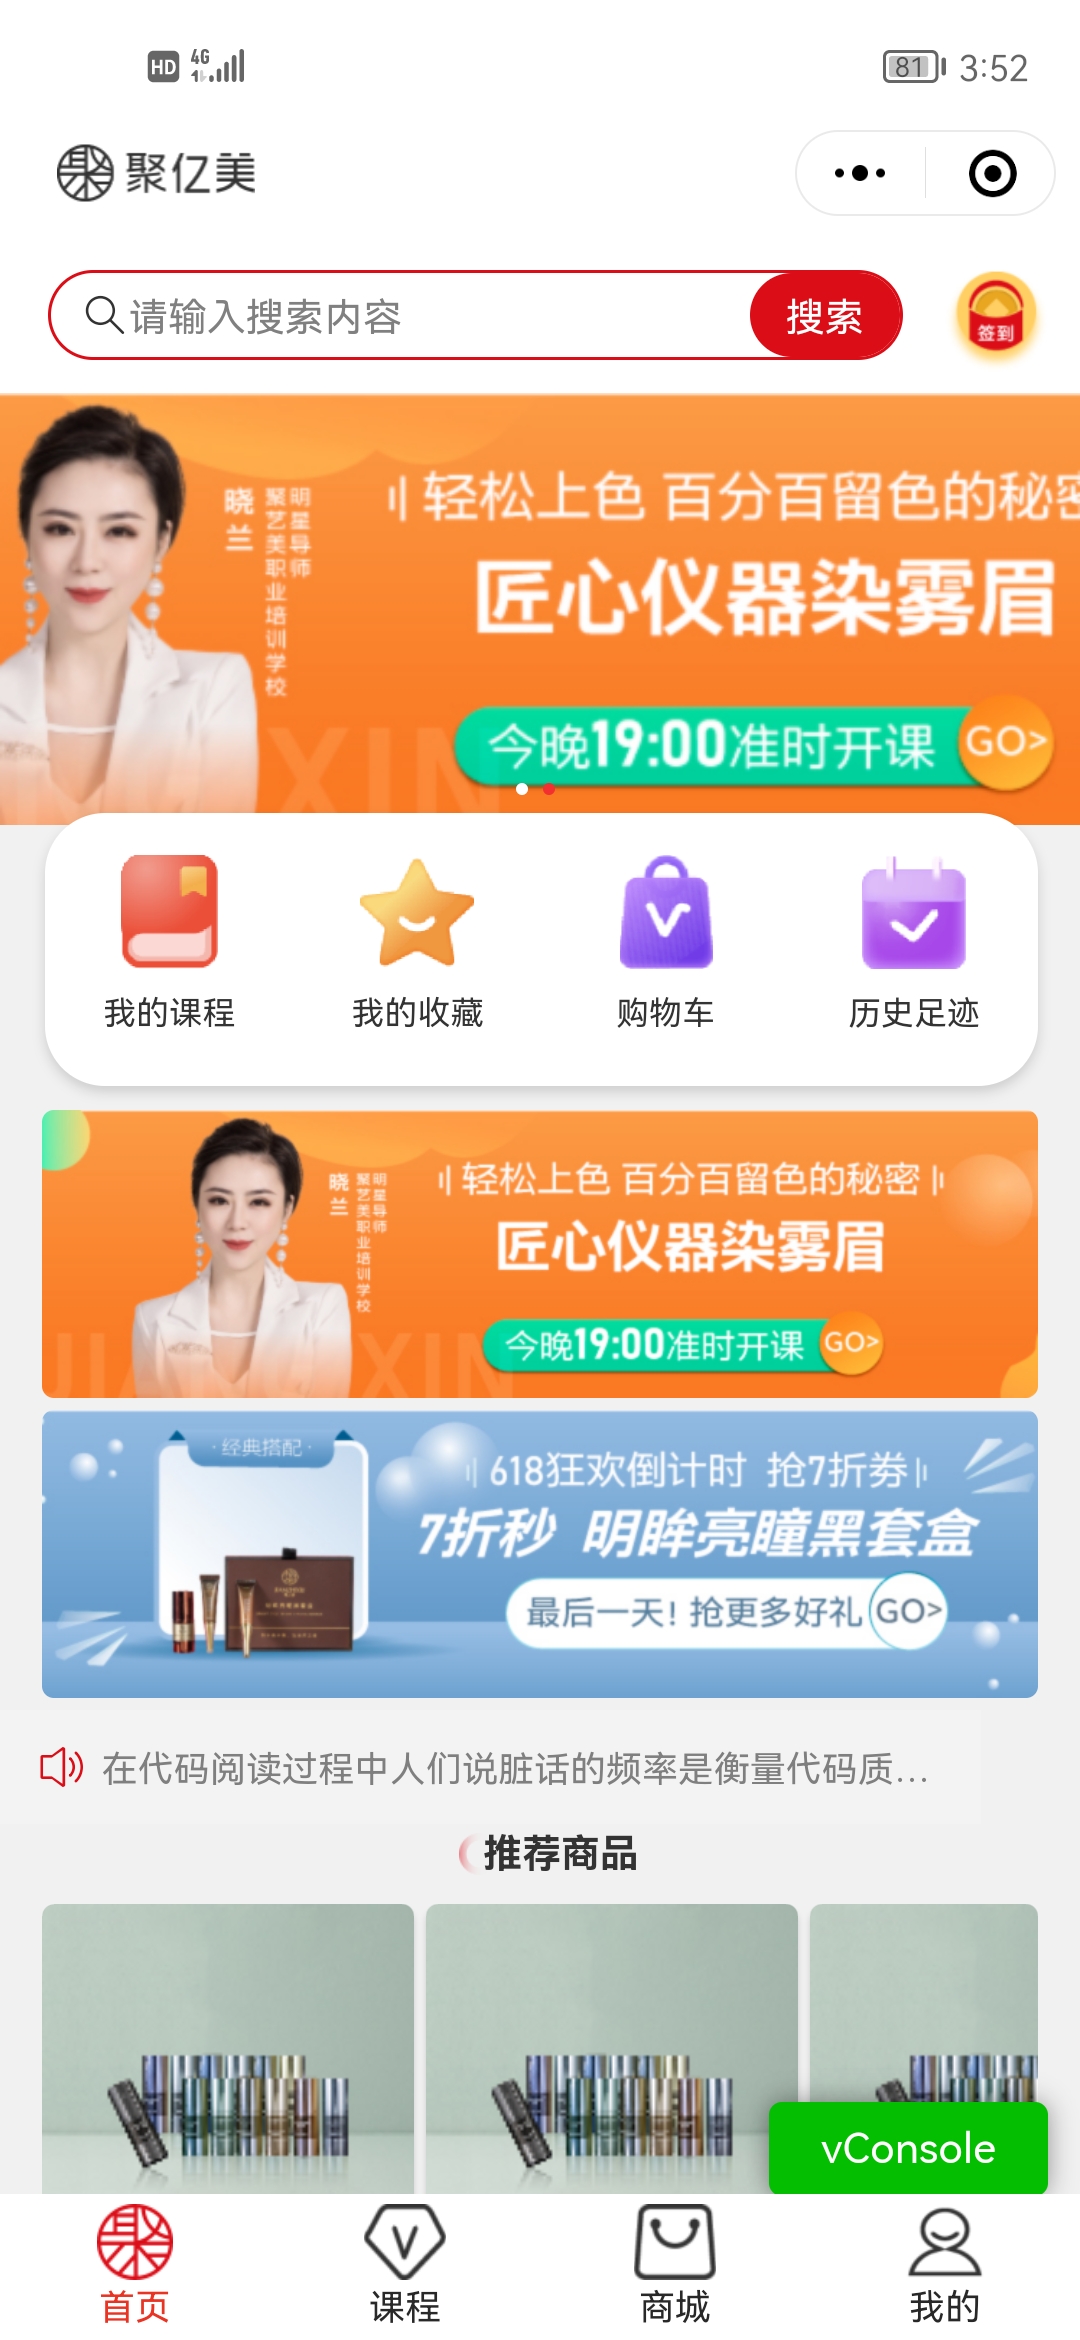 HD 4G
81 3:52
聚亿美
请输入搜索内容
搜索
签到
晓兰
明星导师
聚艺美职业培训学校
轻松上色 百分百留色的秘密
匠心仪器染雾眉
今晚19:00准时开课
GO>
XIN
我的课程
我的收藏
购物车
历史足迹
晓兰
明星导师
聚艺美职业培训学校
轻松上色 百分百留色的秘密
匠心仪器染雾眉
今晚19:00准时开课
GO>
JIANG XIN
·经典搭配·
618狂欢倒计时 抢7折券
7折秒 明眸亮瞳黑套盒
最后一天! 抢更多好礼
GO>
在代码阅读过程中人们说脏话的频率是衡量代码质...
推荐商品
vConsole
首页
课程
商城
我的